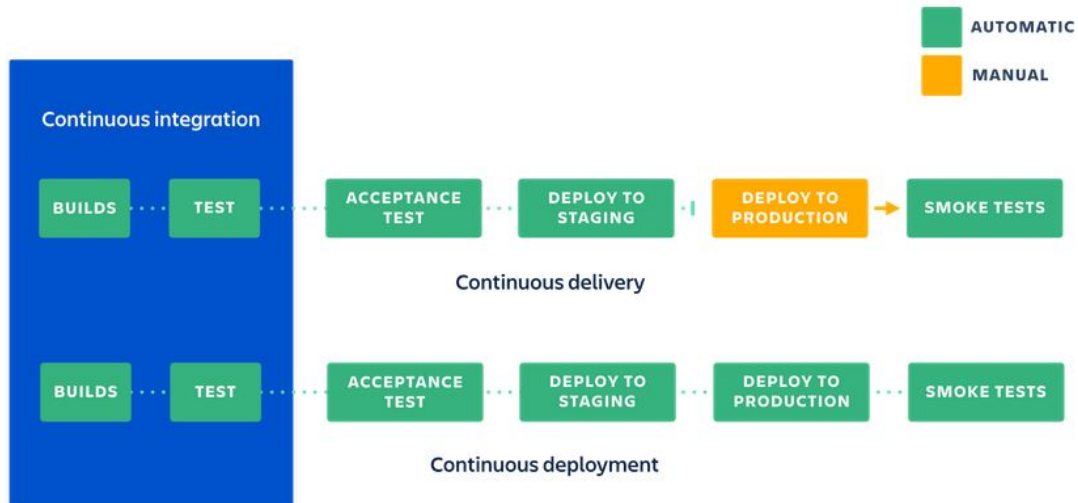 AUTOMATIC
MANUAL
Continuous integration
BUILDS
TEST
ACCEPTANCE
TEST
DEPLOY TO
STAGING
DEPLOY TO
PRODUCTION
SMOKE TESTS
Continuous delivery
BUILDS
TEST
ACCEPTANCE
TEST
DEPLOY TO
STAGING
DEPLOY TO
PRODUCTION
SMOKE TESTS
Continuous deployment